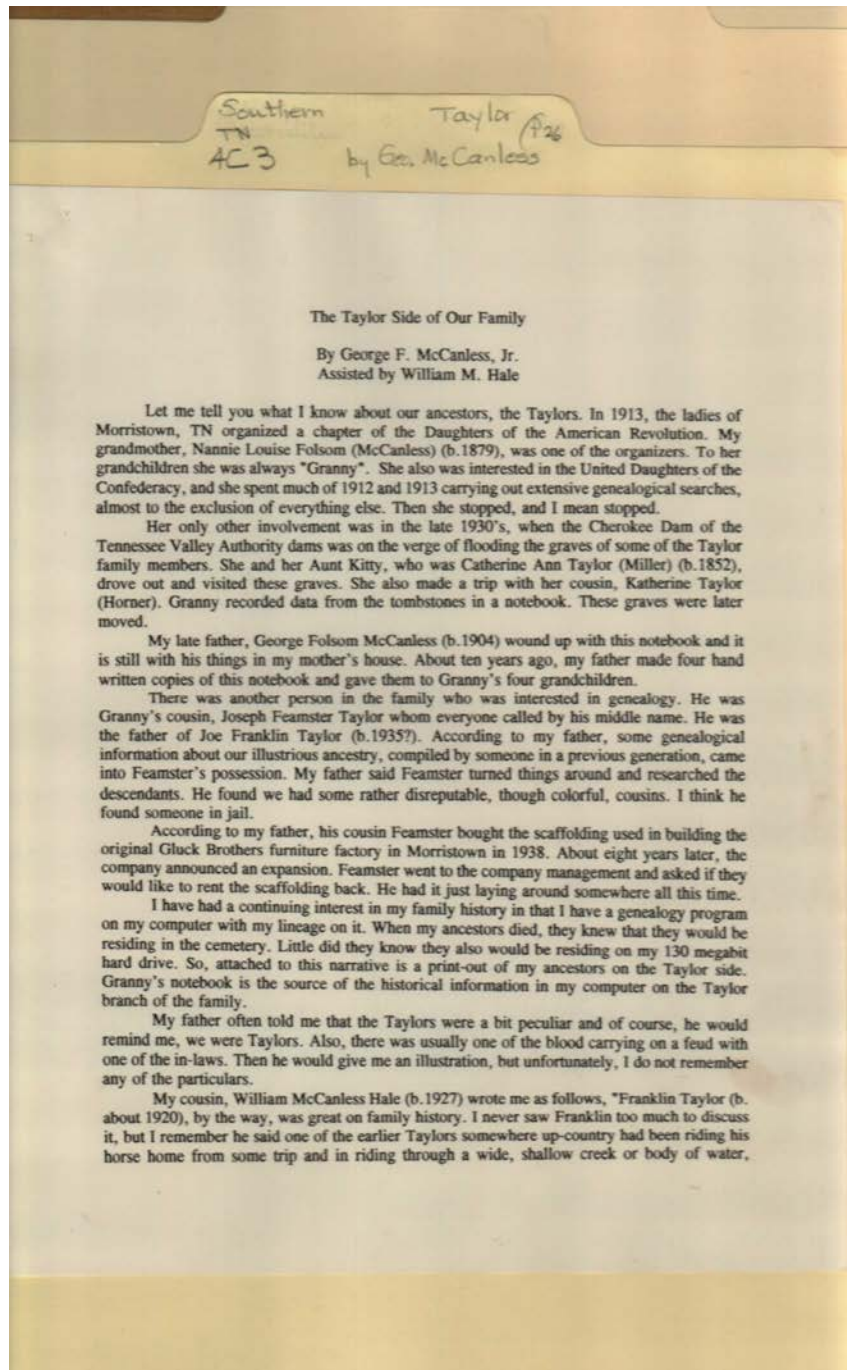 Southern Taylor
TN P26
4C3 by Geo. McCanless
The Taylor Side of Our Family
By George F. McCanless, Jr.
Assisted by William M. Hale
Let me tell you what I know about our ancestors, the Taylors. In 1913, the ladies of
Morristown, TN organized a chapter of the Daughters of the American Revolution. My
grandmother, Nannie Louise Folsom (McCanless) (b.1879), was one of the organizers. To her
grandchildren she was always "Granny". She also was interested in the United Daughters of the
Confederacy, and she spent much of 1912 and 1913 carrying out extensive genealogical searches,
almost to the exclusion of everything else. Then she stopped, and I mean stopped.
Her only other involvement was in the late 1930's, when the Cherokee Dam of the
Tennessee Valley Authority dams was on the verge of flooding the graves of some of the Taylor
family members. She and her Aunt Kitty, who was Catherine Ann Taylor (Miller) (b.1852),
drove out and visited these graves. She also made a trip with her cousin, Katherine Taylor
(Horner). Granny recorded data from the tombstones in a notebook. These graves were later
moved.
My late father, George Folsom McCanless (b.1904) wound up with this notebook and it
is still with his things in my mother's house. About ten years ago, my father made four hand
written copies of this notebook and gave them to Granny's four grandchildren.
There was another person in the family who was interested in genealogy. He was
Granny's cousin, Joseph Feamster Taylor whom everyone called by his middle name. He was
the father of Joe Franklin Taylor (b.1935?). According to my father, some genealogical
information about our illustrious ancestry, compiled by someone in a previous generation, came
into Feamster's possession. My father said Feamster turned things around and researched the
descendants. He found we had some rather disreputable, though colorful, cousins. I think he
found someone in jail.
According to my father, his cousin Feamster bought the scaffolding used in building the
original Gluck Brothers furniture factory in Morristown in 1938. About eight years later, the
company announced an expansion. Feamster went to the company management and asked if they
would like to rent the scaffolding back. He had it just laying around somewhere all this time.
I have had a continuing interest in my family history in that I have a genealogy program
on my computer with my lineage on it. When my ancestors died, they knew that they would be
residing in the cemetery. Little did they know they also would be residing on my 130 megabit
hard drive. So, attached to this narrative is a print-out of my ancestors on the Taylor side.
Granny's notebook is the source of the historical information in my computer on the Taylor
branch of the family.
My father often told me that the Taylors were a bit peculiar and of course, he would
remind me, we were Taylors. Also, there was usually one of the blood carrying on a feud with
one of the in-laws. Then he would give me an illustration, but unfortunately, I do not remember
any of the particulars.
My cousin, William McCanless Hale (b.1927) wrote me as follows, "Franklin Taylor (b.
about 1920), by the way, was great on family history. I never saw Franklin too much to discuss
it, but I remember he said one of the earlier Taylors somewhere up-country had been riding his
horse home from some trip and in riding through a wide, shallow creek or body of water,